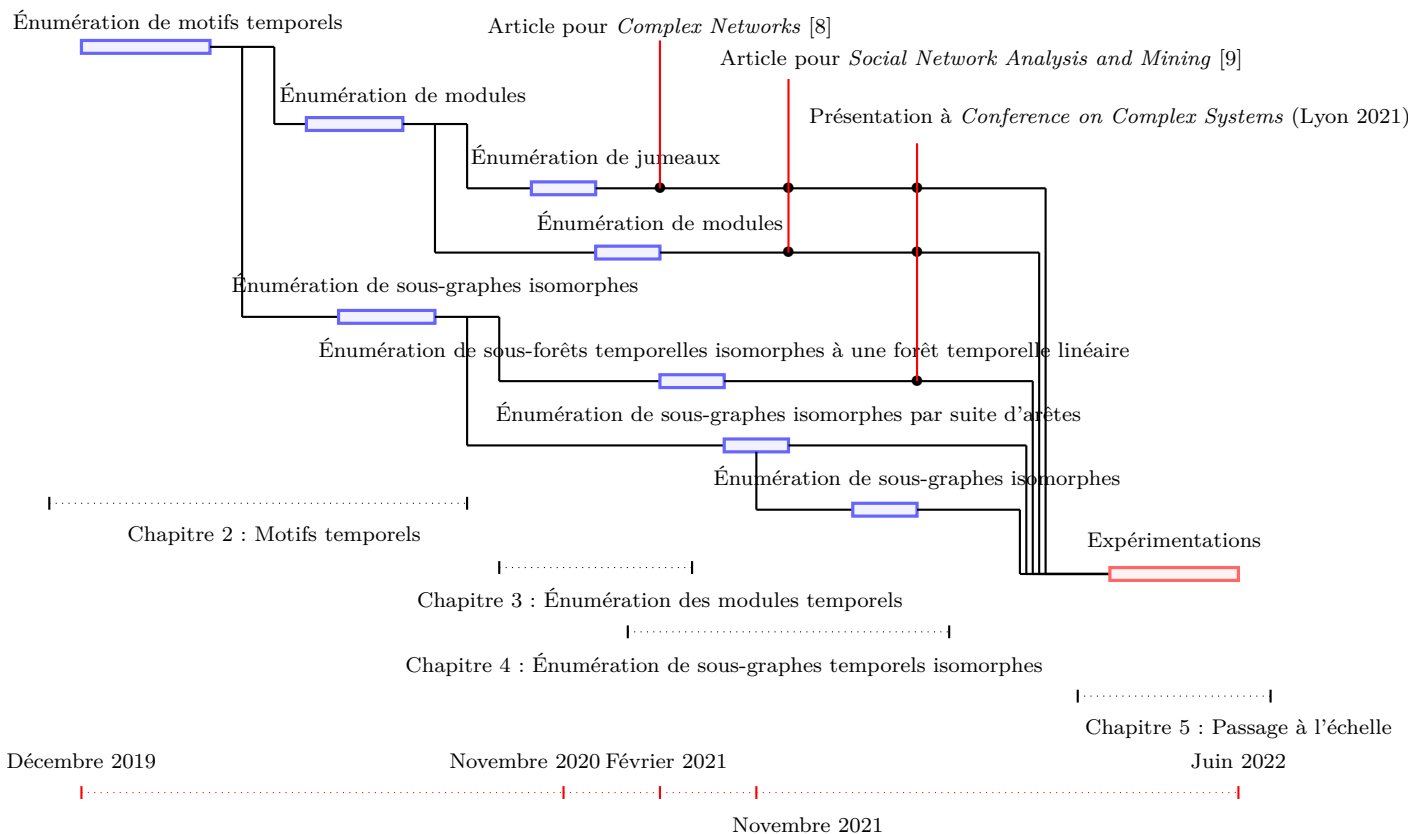 Énumération de motifs temporels
Article pour Complex Networks [8]
Article pour Social Network Analysis and Mining [9]
Énumération de modules
Présentation à Conference on Complex Systems (Lyon 2021)
Énumération de jumeaux
Énumération de modules
Énumération de sous-graphes isomorphes
Énumération de sous-forêts temporelles isomorphes à une forêt temporelle linéaire
Énumération de sous-graphes isomorphes par suite d'arêtes
Énumération de sous-graphes isomorphes
Chapitre 2 : Motifs temporels
Expérimentations
Chapitre 3 : Énumération des modules temporels
Chapitre 4 : Énumération de sous-graphes temporels isomorphes
Chapitre 5 : Passage à l'échelle
Décembre 2019
Novembre 2020
Février 2021
Juin 2022
Novembre 2021